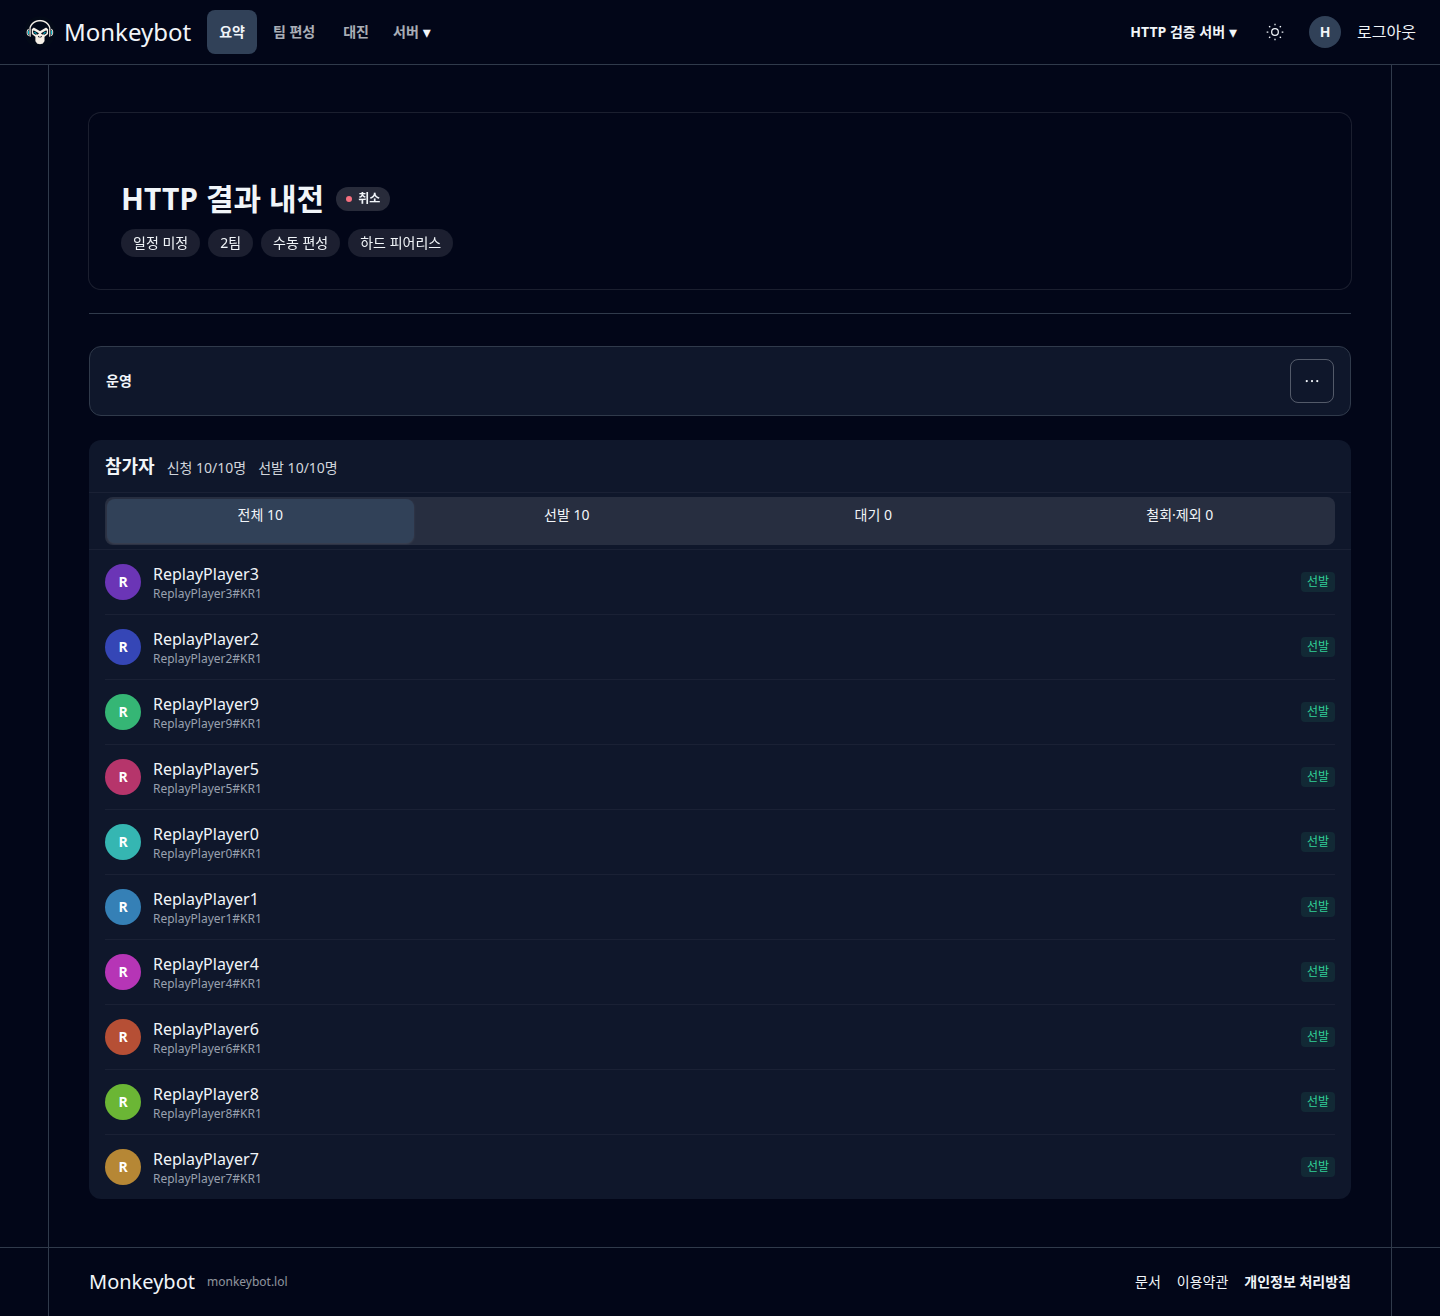 Monkeybot 요약 팀 편성 대진 서버 ▾ HTTP 검증 서버 ▾ H 로그아웃
HTTP 결과 내전 취소
일정 미정 2팀 수동 편성 하드 피어리스
운영 ⋯
참가자 신청 10/10명 선발 10/10명
전체 10 선발 10 대기 0 철회·제외 0
R ReplayPlayer3 선발
ReplayPlayer3#KR1
R ReplayPlayer2 선발
ReplayPlayer2#KR1
R ReplayPlayer9 선발
ReplayPlayer9#KR1
R ReplayPlayer5 선발
ReplayPlayer5#KR1
R ReplayPlayer0 선발
ReplayPlayer0#KR1
R ReplayPlayer1 선발
ReplayPlayer1#KR1
R ReplayPlayer4 선발
ReplayPlayer4#KR1
R ReplayPlayer6 선발
ReplayPlayer6#KR1
R ReplayPlayer8 선발
ReplayPlayer8#KR1
R ReplayPlayer7 선발
ReplayPlayer7#KR1
Monkeybot monkeybot.lol 문서 이용약관 개인정보 처리방침